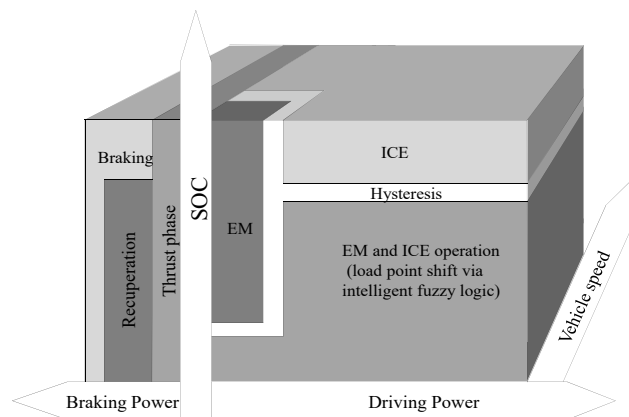 Braking
ICE
Hysteresis
SOC
EM
Thrust phase
Recuperation
EM and ICE operation
(load point shift via
intelligent fuzzy logic)
Vehicle speed
Braking Power
Driving Power